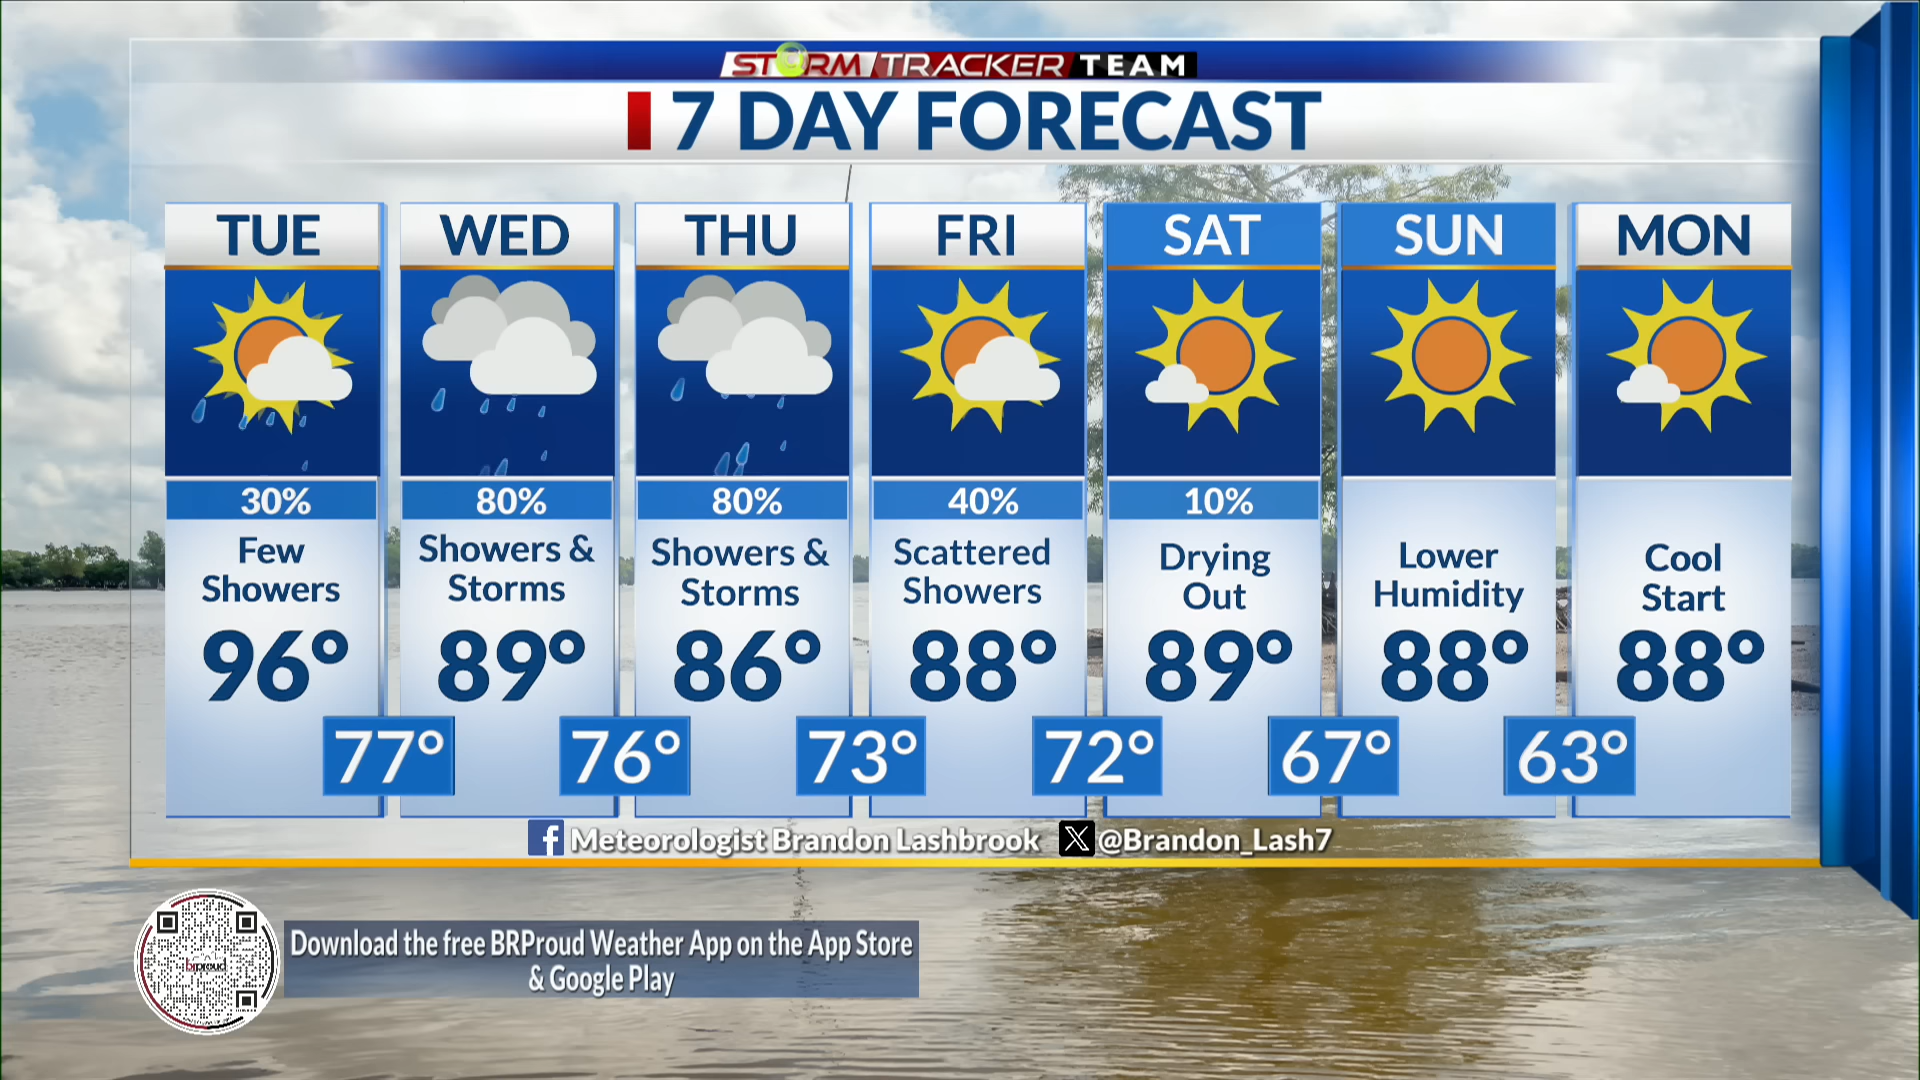 STORM TRACKER TEAM
7 DAY FORECAST
TUE
30%
Few
Showers
96°
77°
WED
80%
Showers &
Storms
89°
76°
THU
80%
Showers &
Storms
86°
73°
FRI
40%
Scattered
Showers
88°
72°
SAT
10%
Drying
Out
89°
67°
SUN
Lower
Humidity
88°
63°
MON
Cool
Start
88°
Meteorologist Brandon Lashbrook X @Brandon_Lash7
brproud
Download the free BRProud Weather App on the App Store
& Google Play